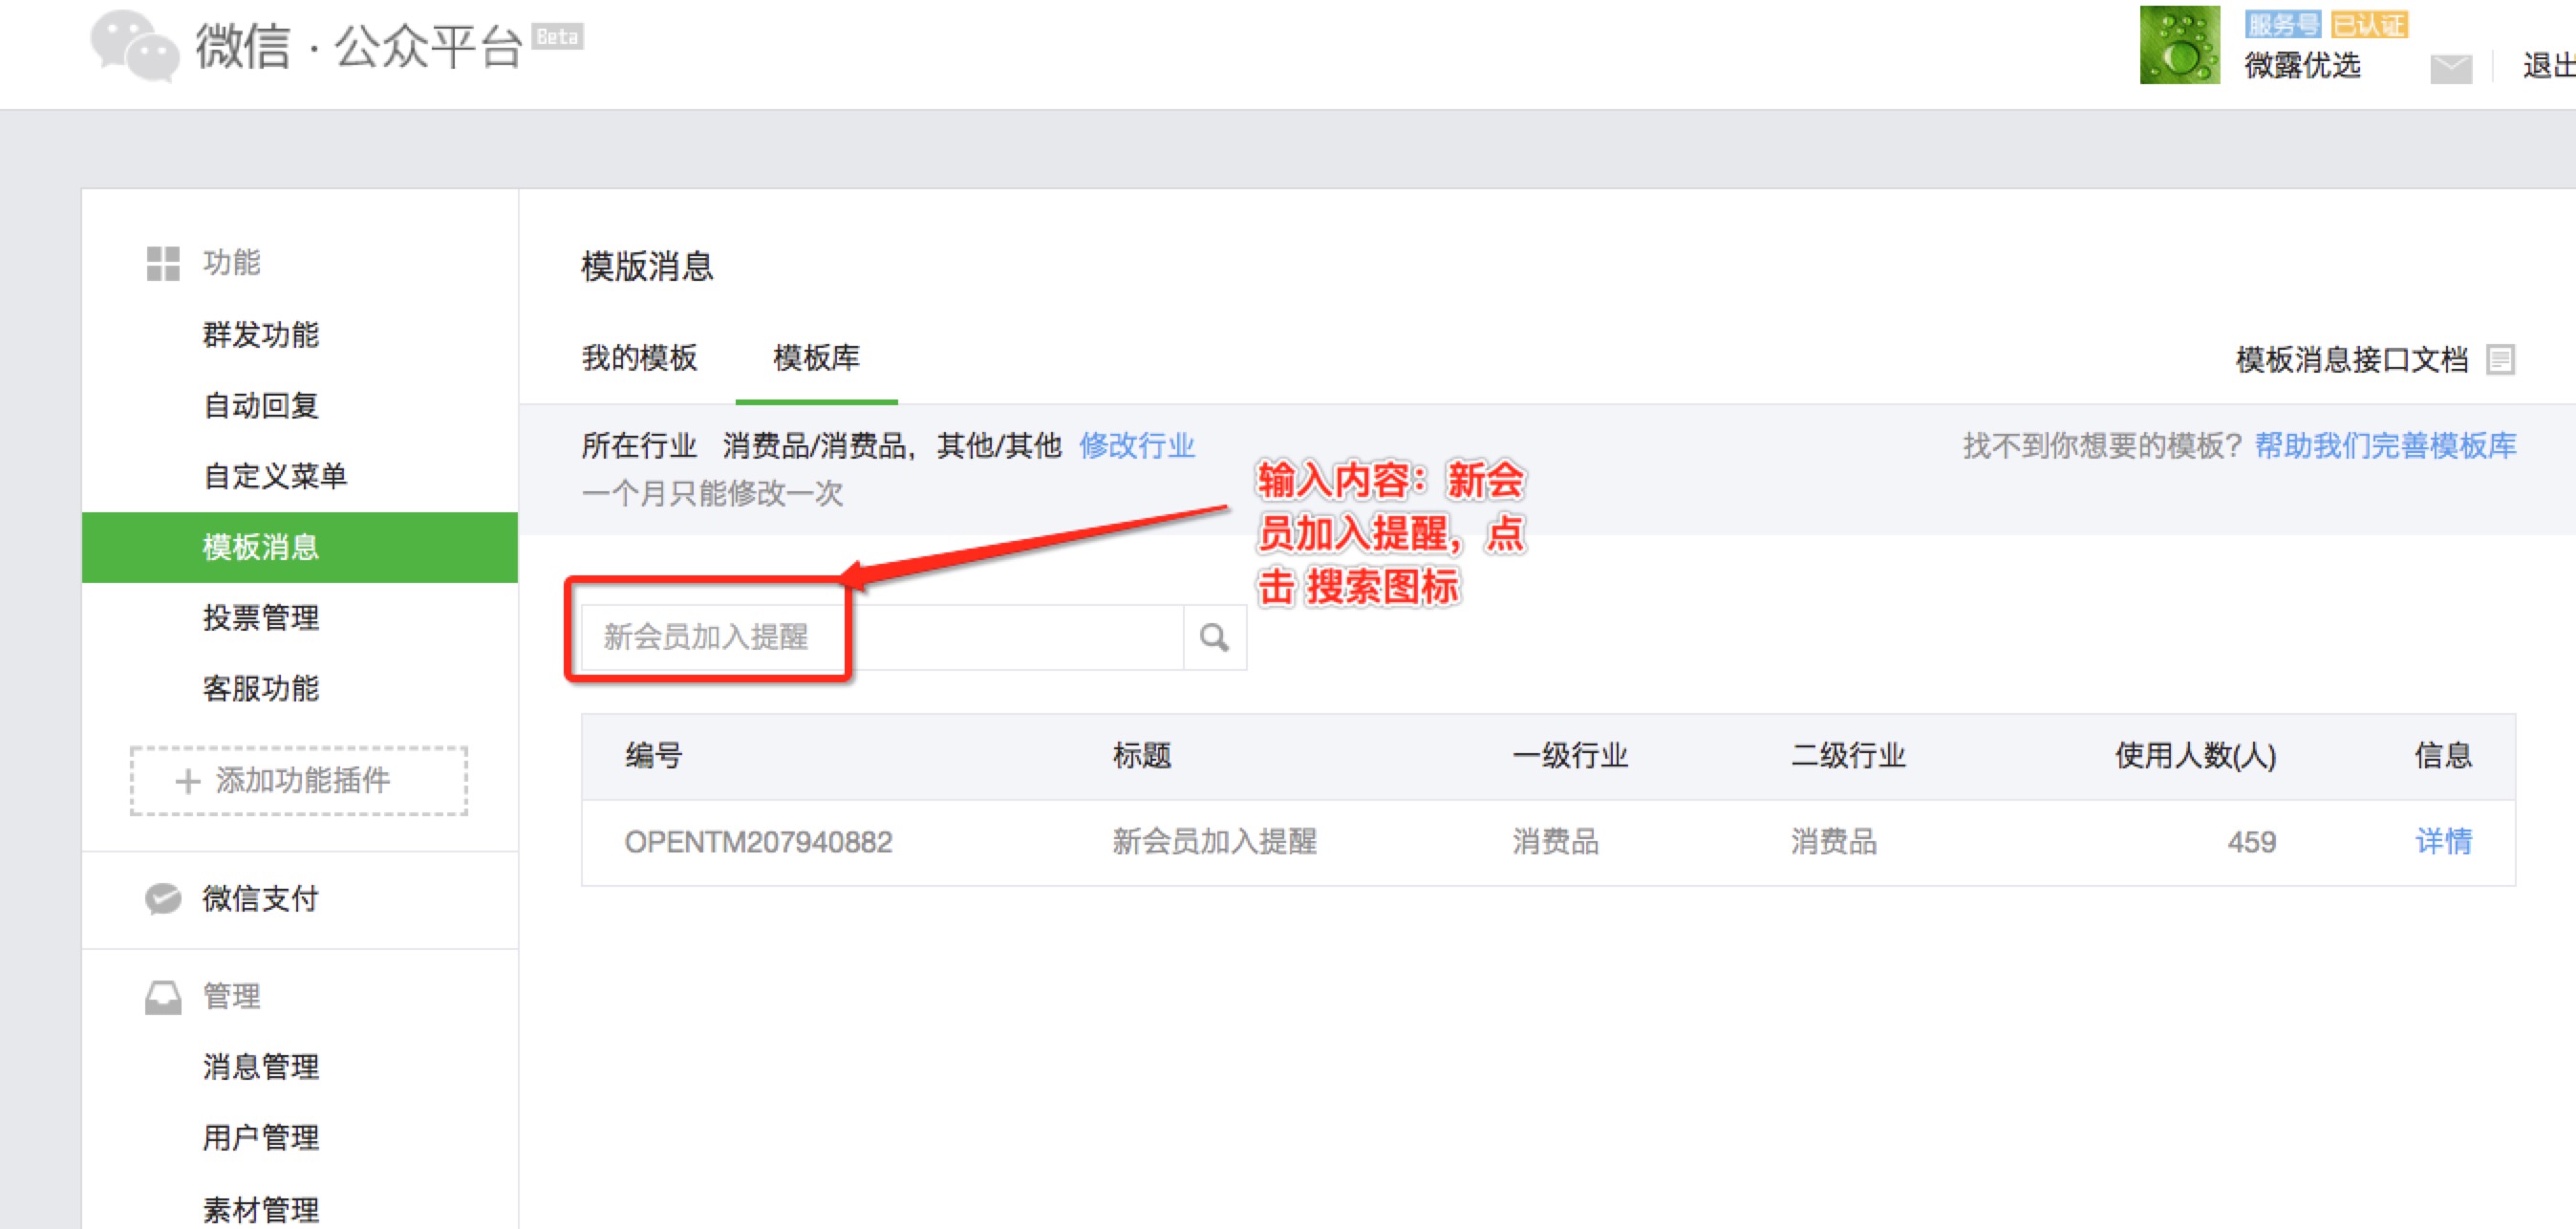 微信·公众平台 Beta
服务号 已认证
微露优选
退出
功能
群发功能
自动回复
自定义菜单
模板消息
投票管理
客服功能
+ 添加功能插件
微信支付
管理
消息管理
用户管理
素材管理
模版消息
我的模板 模板库 模板消息接口文档
所在行业 消费品/消费品，其他/其他 修改行业 找不到你想要的模板？帮助我们完善模板库
一个月只能修改一次
输入内容：新会
员加入提醒，点
击 搜索图标
新会员加入提醒
编号 标题 一级行业 二级行业 使用人数(人) 信息
OPENTM207940882 新会员加入提醒 消费品 消费品 459 详情